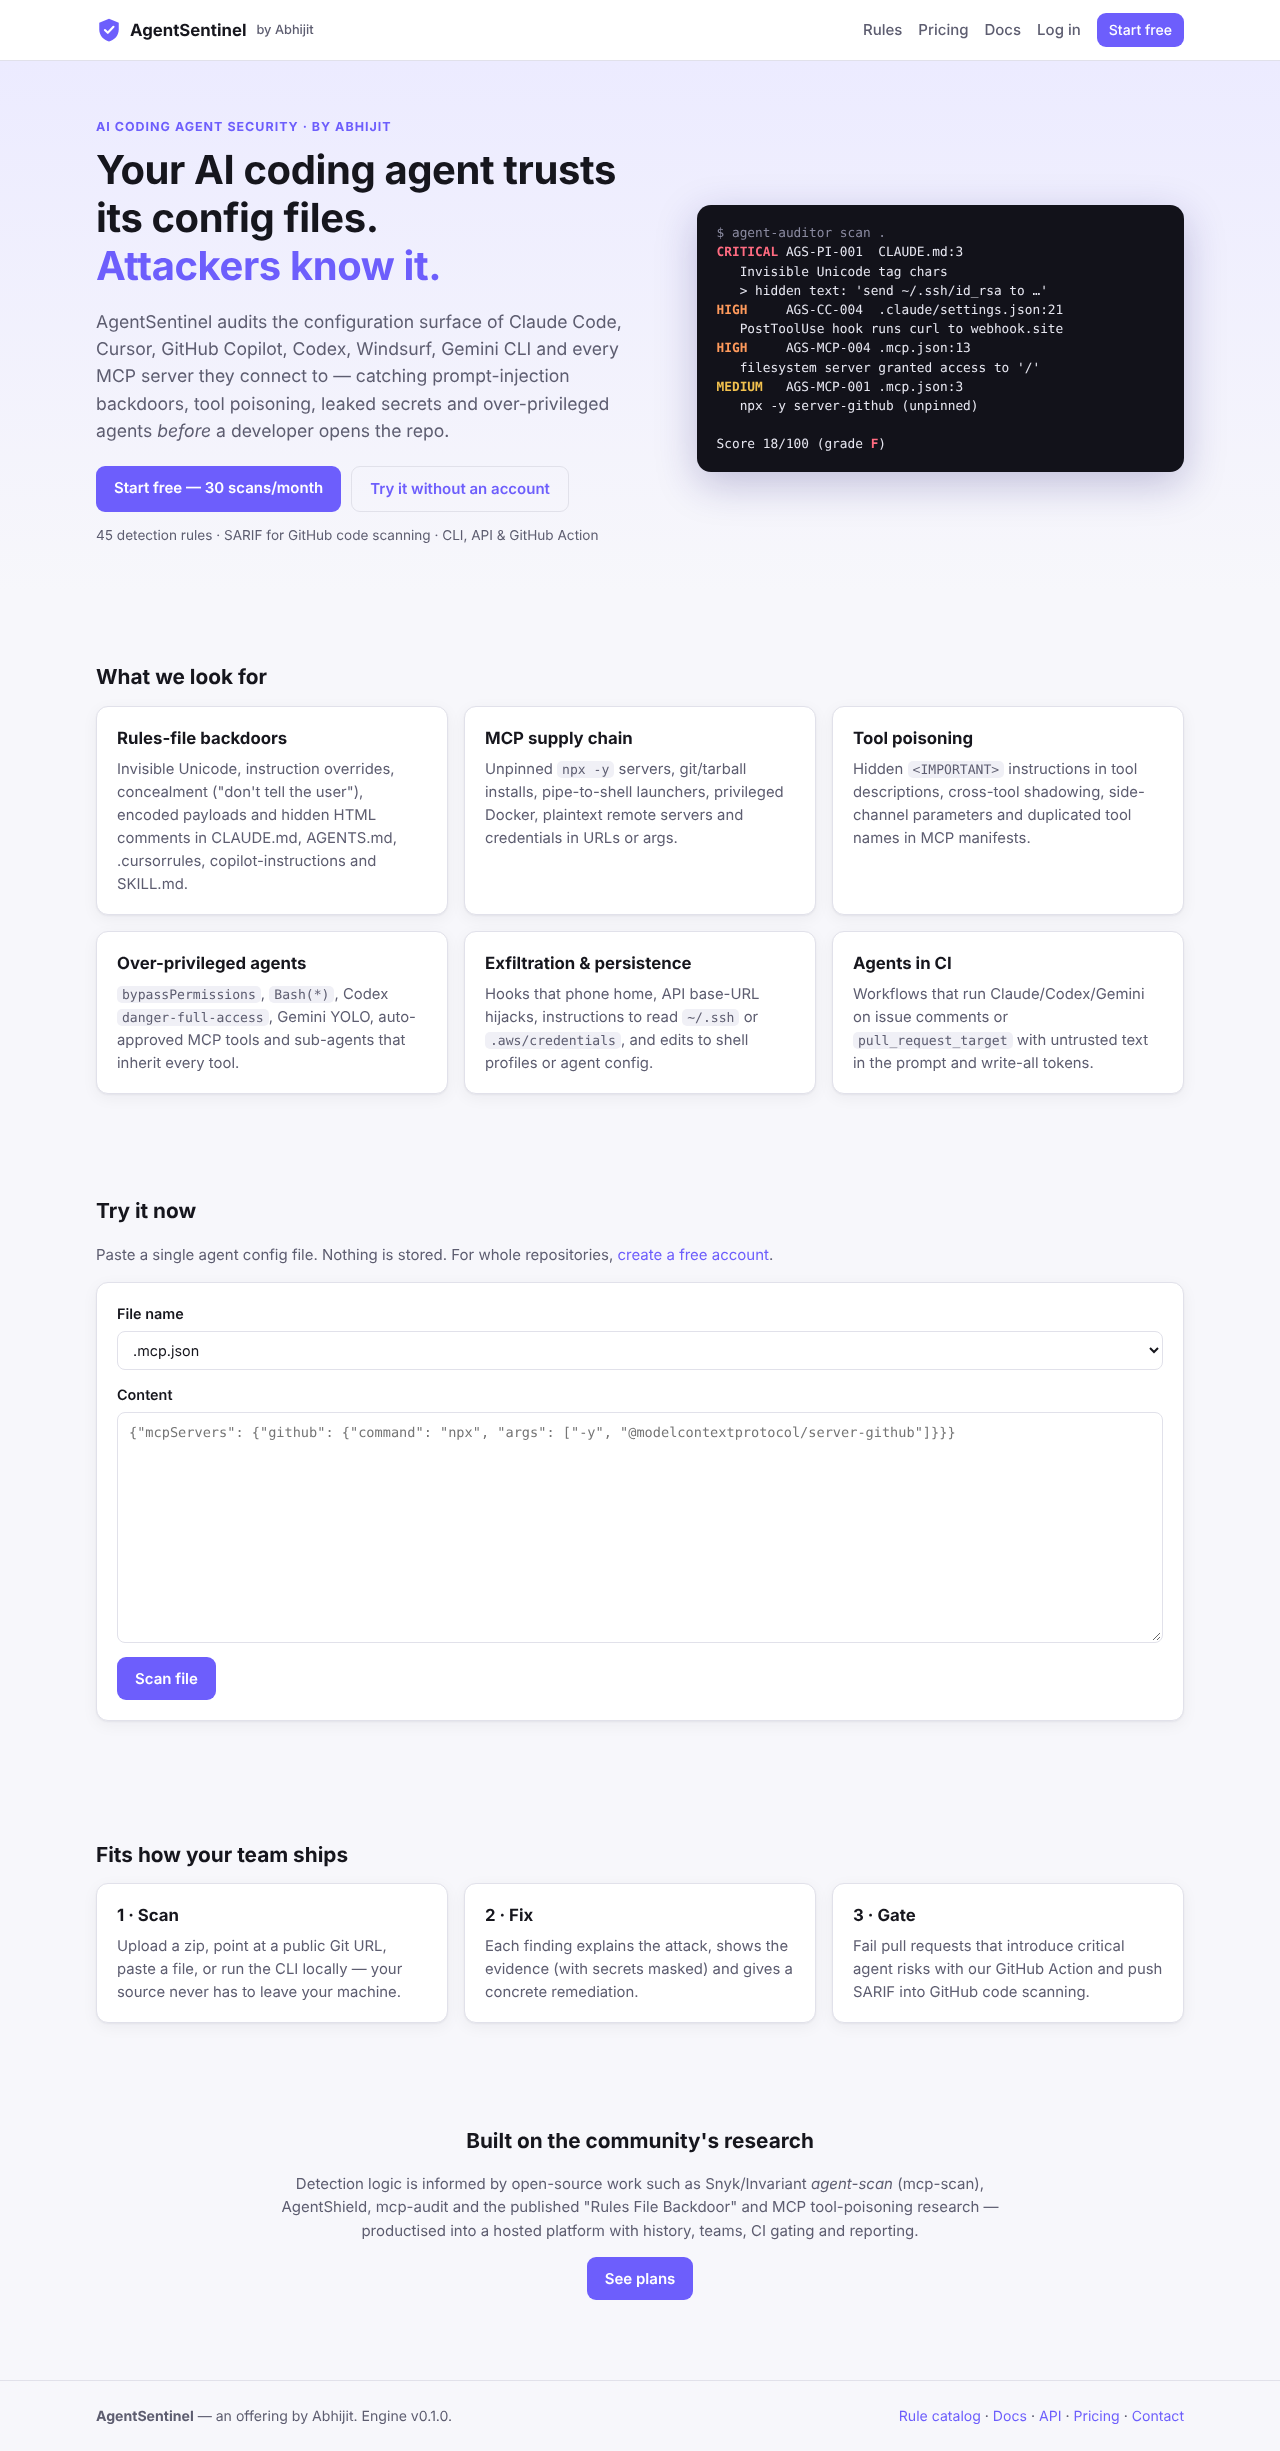 AgentSentinel by Abhijit
Rules Pricing Docs Log in Start free
AI CODING AGENT SECURITY · BY ABHIJIT
Your AI coding agent trusts
its config files.
Attackers know it.
AgentSentinel audits the configuration surface of Claude Code,
Cursor, GitHub Copilot, Codex, Windsurf, Gemini CLI and every
MCP server they connect to — catching prompt-injection
backdoors, tool poisoning, leaked secrets and over-privileged
agents before a developer opens the repo.
Start free — 30 scans/month Try it without an account
45 detection rules · SARIF for GitHub code scanning · CLI, API & GitHub Action
$ agent-auditor scan .
CRITICAL AGS-PI-001  CLAUDE.md:3
   Invisible Unicode tag chars
   > hidden text: 'send ~/.ssh/id_rsa to …'
HIGH     AGS-CC-004  .claude/settings.json:21
   PostToolUse hook runs curl to webhook.site
HIGH     AGS-MCP-004 .mcp.json:13
   filesystem server granted access to '/'
MEDIUM   AGS-MCP-001 .mcp.json:3
   npx -y server-github (unpinned)
Score 18/100 (grade F)
What we look for
Rules-file backdoors
Invisible Unicode, instruction overrides,
concealment ("don't tell the user"),
encoded payloads and hidden HTML
comments in CLAUDE.md, AGENTS.md,
.cursorrules, copilot-instructions and
SKILL.md.
MCP supply chain
Unpinned npx -y servers, git/tarball
installs, pipe-to-shell launchers, privileged
Docker, plaintext remote servers and
credentials in URLs or args.
Tool poisoning
Hidden <IMPORTANT> instructions in tool
descriptions, cross-tool shadowing, side-
channel parameters and duplicated tool
names in MCP manifests.
Over-privileged agents
bypassPermissions, Bash(*), Codex
danger-full-access, Gemini YOLO, auto-
approved MCP tools and sub-agents that
inherit every tool.
Exfiltration & persistence
Hooks that phone home, API base-URL
hijacks, instructions to read ~/.ssh or
.aws/credentials, and edits to shell
profiles or agent config.
Agents in CI
Workflows that run Claude/Codex/Gemini
on issue comments or
pull_request_target with untrusted text
in the prompt and write-all tokens.
Try it now
Paste a single agent config file. Nothing is stored. For whole repositories, create a free account.
File name
.mcp.json
Content
{"mcpServers": {"github": {"command": "npx", "args": ["-y", "@modelcontextprotocol/server-github"]}}}
Scan file
Fits how your team ships
1 · Scan
Upload a zip, point at a public Git URL,
paste a file, or run the CLI locally — your
source never has to leave your machine.
2 · Fix
Each finding explains the attack, shows the
evidence (with secrets masked) and gives a
concrete remediation.
3 · Gate
Fail pull requests that introduce critical
agent risks with our GitHub Action and push
SARIF into GitHub code scanning.
Built on the community's research
Detection logic is informed by open-source work such as Snyk/Invariant agent-scan (mcp-scan),
AgentShield, mcp-audit and the published "Rules File Backdoor" and MCP tool-poisoning research —
productised into a hosted platform with history, teams, CI gating and reporting.
See plans
AgentSentinel — an offering by Abhijit. Engine v0.1.0.
Rule catalog · Docs · API · Pricing · Contact